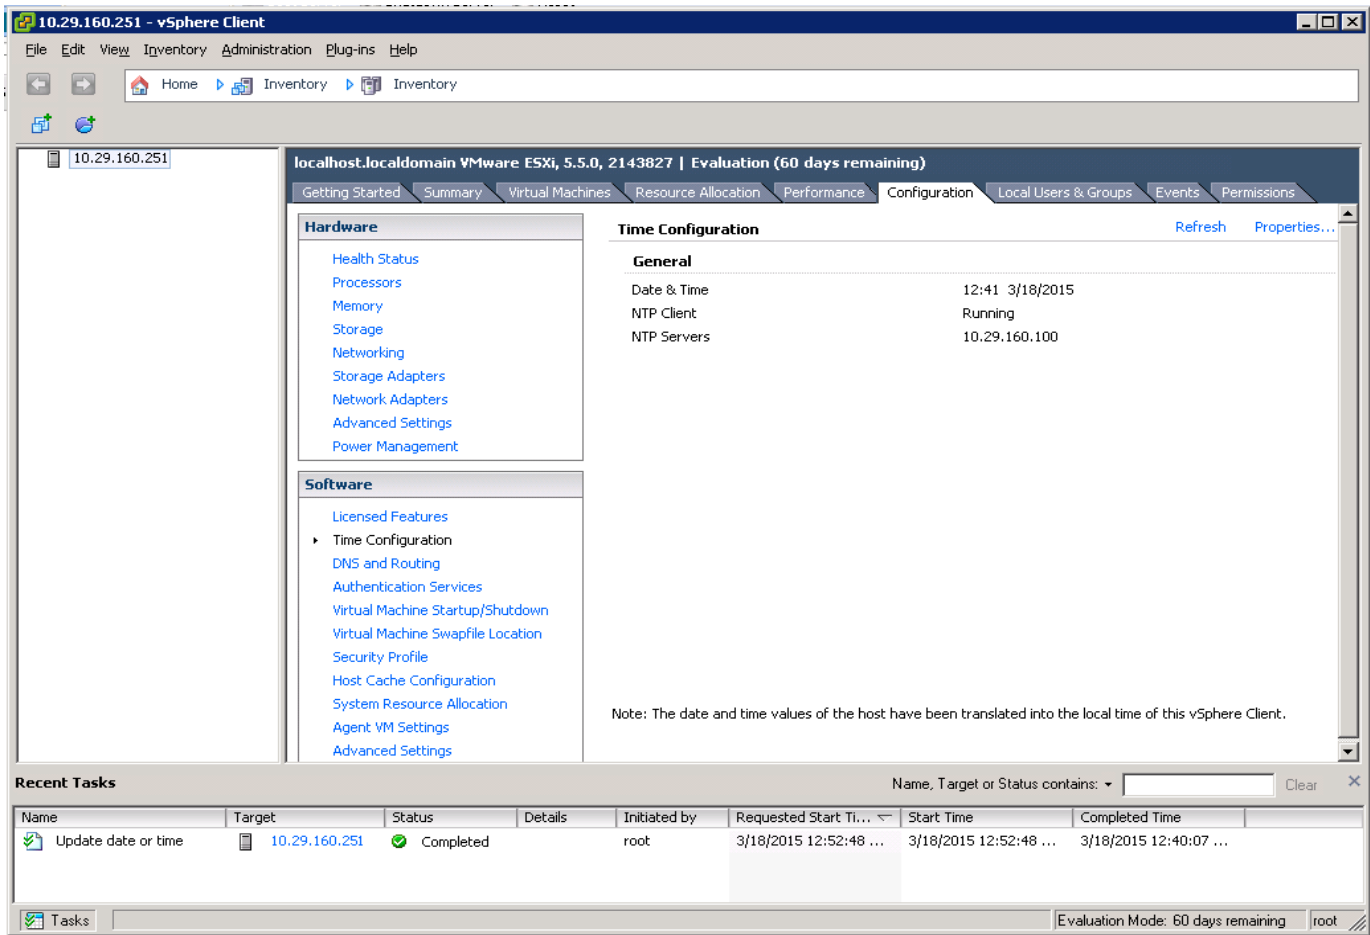 10.29.160.251 - vSphere Client
File Edit View Inventory Administration Plug-ins Help
Home Inventory Inventory
10.29.160.251
localhost.localdomain VMware ESXi, 5.5.0, 2143827 | Evaluation (60 days remaining)
Getting Started Summary Virtual Machines Resource Allocation Performance Configuration Local Users & Groups Events Permissions
Hardware
Health Status
Processors
Memory
Storage
Networking
Storage Adapters
Network Adapters
Advanced Settings
Power Management
Software
Licensed Features
Time Configuration
DNS and Routing
Authentication Services
Virtual Machine Startup/Shutdown
Virtual Machine Swapfile Location
Security Profile
Host Cache Configuration
System Resource Allocation
Agent VM Settings
Advanced Settings
Time Configuration Refresh Properties...
General
Date & Time 12:41 3/18/2015
NTP Client Running
NTP Servers 10.29.160.100
Note: The date and time values of the host have been translated into the local time of this vSphere Client.
Recent Tasks Name, Target or Status contains: Clear
Name Target Status Details Initiated by Requested Start Ti... Start Time Completed Time
Update date or time 10.29.160.251 Completed root 3/18/2015 12:52:48 ... 3/18/2015 12:52:48 ... 3/18/2015 12:40:07 ...
Tasks Evaluation Mode: 60 days remaining root